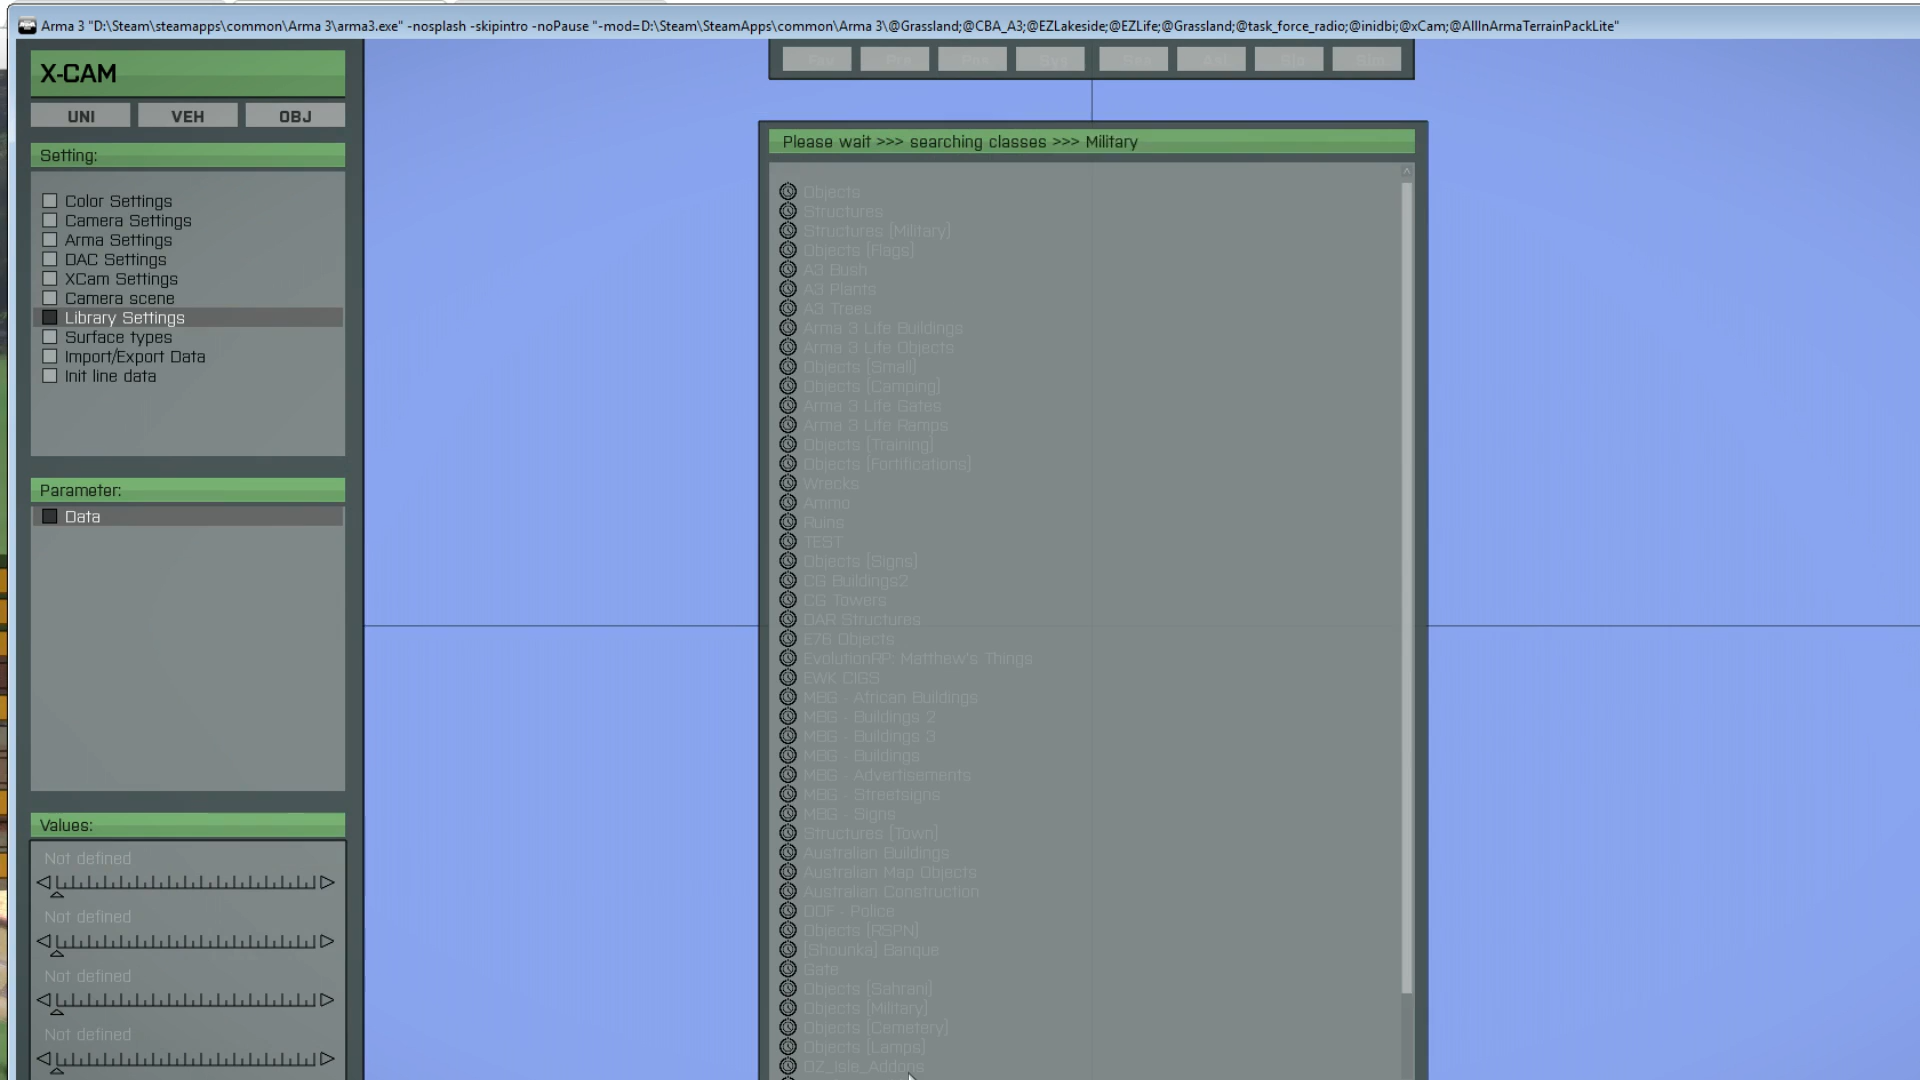 Arma 3 "D:\Steam\steamapps\common\Arma 3\arma3.exe" -nosplash -skipintro -noPause "-mod=D:\Steam\SteamApps\common\Arma 3\@Grassland;@CBA_A3;@EZLakeside;@EZLife;@Grassland;@task_force_radio;@inidbi;@xCam;@AllInArmaTerrainPackLite"
X-CAM
UNI VEH OBJ
Setting:
Color Settings
Camera Settings
Arma Settings
DAC Settings
XCam Settings
Camera scene
Library Settings
Surface types
Import/Export Data
Init line data
Parameter:
Data
Values:
Not defined
Not defined
Not defined
Not defined
Please wait >>> searching classes >>> Military
Objects
Structures
Structures (Military)
Objects (Flags)
A3 Bush
A3 Plants
A3 Trees
Arma 3 Life Buildings
Arma 3 Life Objects
Objects (Small)
Objects (Camping)
Arma 3 Life Gates
Arma 3 Life Ramps
Objects (Training)
Objects (Fortifications)
Wrecks
Ammo
Ruins
TEST
Objects (Signs)
CG Buildings2
CG Towers
DAR Structures
E76 Objects
EvolutionRP: Matthew's Things
EWK CIGS
MBG - African Buildings
MBG - Buildings 2
MBG - Buildings 3
MBG - Buildings
MBG - Advertisements
MBG - Streetsigns
MBG - Signs
Structures (Town)
Australian Buildings
Australian Map Objects
Australian Construction
GOF - Police
Objects (RSPN)
[Shounka] Banque
Gate
Objects (Sahrani)
Objects (Military)
Objects (Cemetery)
Objects (Lamps)
OZ_isle_Addons